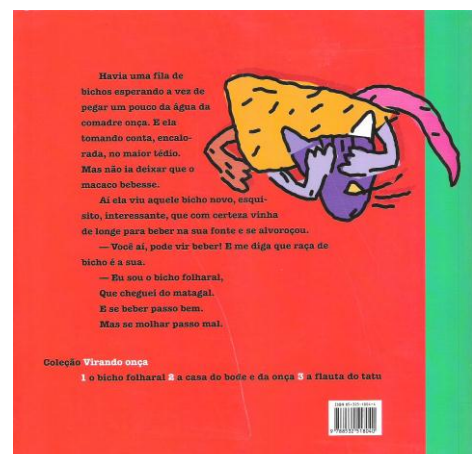 Havia uma fila de
bichos esperando a vez de
pegar um pouco da água da
comadre onça. E ela
tomando conta, encalo-
rada, no maior tédio.
Mas não ia deixar que o
macaco bebesse.
Aí ela viu aquele bicho novo, esqui-
sito, interessante, que com certeza vinha
de longe para beber na sua fonte e se alvoroçou.
— Você aí, pode vir beber! E me diga que raça de
bicho é a sua.
— Eu sou o bicho folharal,
Que cheguei do matagal.
E se beber passo bem.
Mas se molhar passo mal.
Coleção Virando onça
1 o bicho folharal 2 a casa do bode e da onça 3 a flauta do tatu